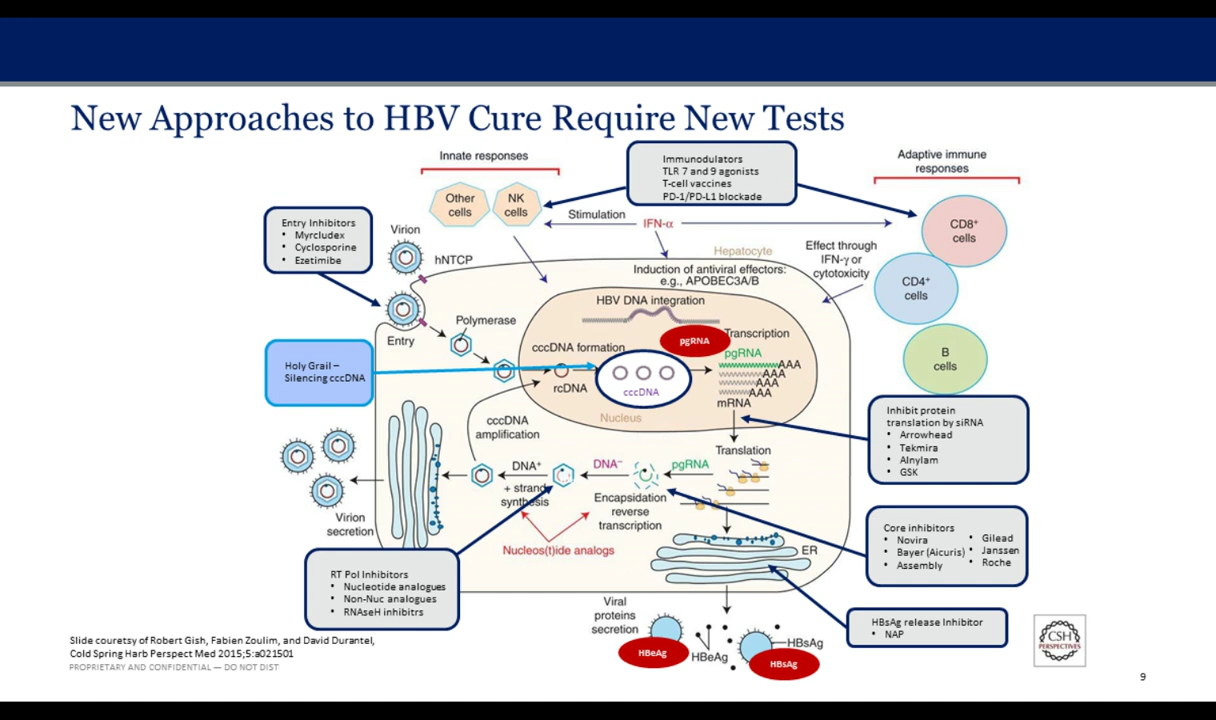 New Approaches to HBV Cure Require New Tests
Innate responses
Other
cells
NK
cells
Immunodulators
TLR 7 and 9 agonists
T-cell vaccines
PD-1/PD-L1 blockade
Adaptive immune
responses
CD8+
cells
CD4+
cells
B
cells
Stimulation
IFN-α
Effect through
IFN-γ or
cytotoxicity
Entry Inhibitors
• Myrcludex
• Cyclosporine
• Ezetimibe
Virion
hNTCP
Hepatocyte
Induction of antiviral effectors:
e.g., APOBEC3A/B
HBV DNA integration
Polymerase
Entry
pgRNA
Transcription
cccDNA formation
pgRNA
AAA
AAA
AAA
AAA
mRNA
rcDNA
cccDNA
Nucleus
Holy Grail –
Silencing cccDNA
cccDNA
amplification
Inhibit protein
translation by siRNA
• Arrowhead
• Tekmira
• Alnylam
• GSK
Translation
DNA+
DNA−
pgRNA
+ strand
synthesis
Encapsidation
reverse
transcription
Virion
secretion
Nucleos(t)ide analogs
ER
Core inhibitors
• Novira
• Bayer (Aicuris)
• Assembly
• Gilead
• Janssen
• Roche
RT Pol Inhibitors
• Nucleotide analogues
• Non-Nuc analogues
• RNAseH inhibitrs
HBsAg release Inhibitor
• NAP
Viral
proteins
secretion
HBeAg
HBeAg
HBsAg
HBsAg
CSH
PERSPECTIVES
Slide couretsy of Robert Gish, Fabien Zoulim, and David Durantel,
Cold Spring Harb Perspect Med 2015;5:a021501
PROPRIETARY AND CONFIDENTIAL — DO NOT DIST
9